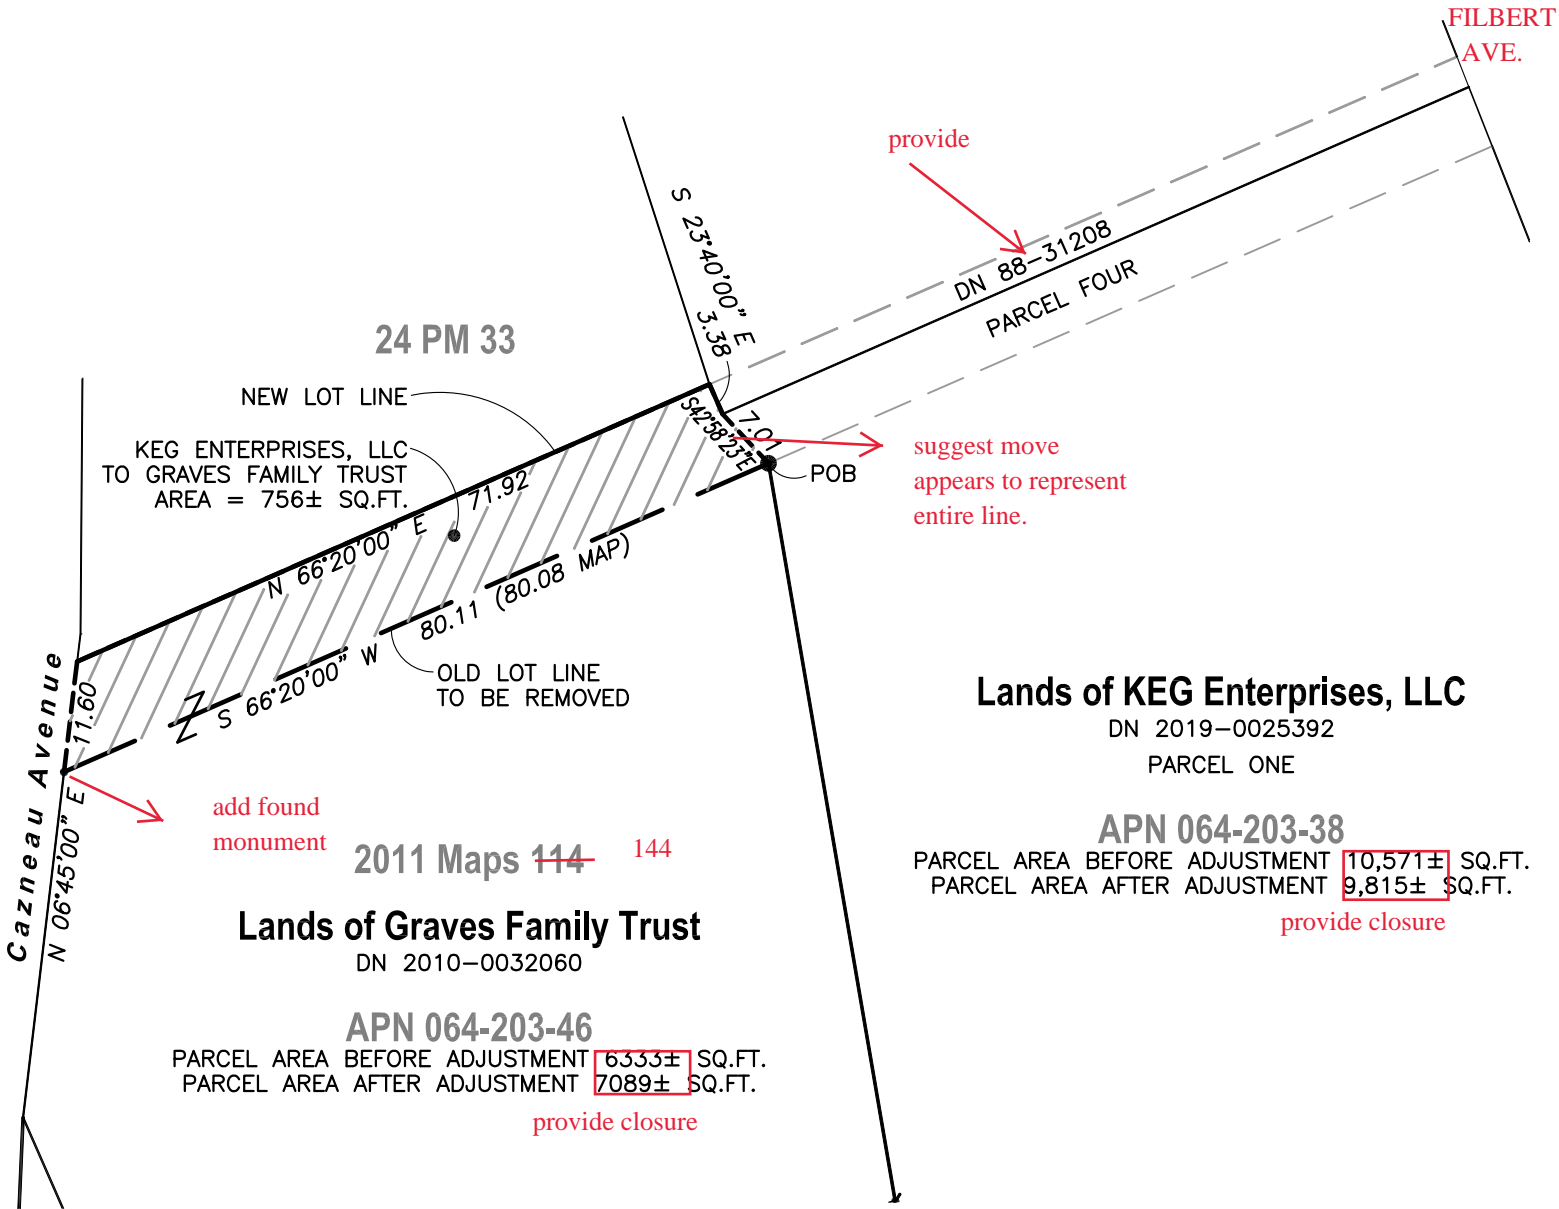 FILBERT
AVE.
provide
S 23°40'00" E
3.38
DN 88-31208
PARCEL FOUR
24 PM 33
NEW LOT LINE
KEG ENTERPRISES, LLC
TO GRAVES FAMILY TRUST
AREA = 756± SQ.FT.
S42°58'23"E
7.01
POB
suggest move
appears to represent
entire line.
N 66°20'00" E 71.92
S 66°20'00" W 80.11 (80.08 MAP)
OLD LOT LINE
TO BE REMOVED
11.60
Cazneau Avenue
N 06°45'00" E
add found
monument
2011 Maps 114 144
Lands of Graves Family Trust
DN 2010-0032060
APN 064-203-46
PARCEL AREA BEFORE ADJUSTMENT 6333± SQ.FT.
PARCEL AREA AFTER ADJUSTMENT 7089± SQ.FT.
provide closure
Lands of KEG Enterprises, LLC
DN 2019-0025392
PARCEL ONE
APN 064-203-38
PARCEL AREA BEFORE ADJUSTMENT 10,571± SQ.FT.
PARCEL AREA AFTER ADJUSTMENT 9,815± SQ.FT.
provide closure